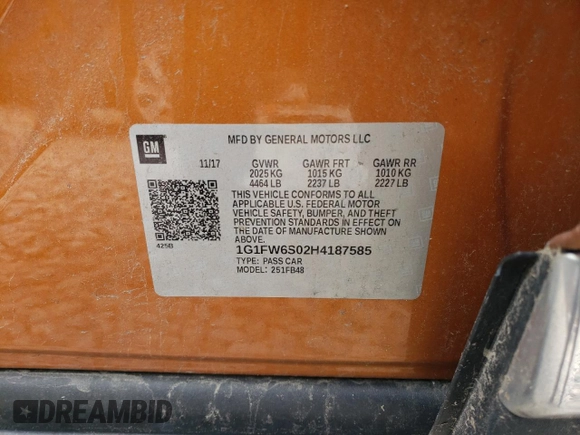 GM
MFD BY GENERAL MOTORS LLC
11/17 GVWR GAWR FRT GAWR RR
2025 KG 1015 KG 1010 KG
4464 LB 2237 LB 2227 LB
THIS VEHICLE CONFORMS TO ALL
APPLICABLE U.S. FEDERAL MOTOR
VEHICLE SAFETY, BUMPER, AND THEFT
PREVENTION STANDARDS IN EFFECT ON
THE DATE OF MANUFACTURE SHOWN
ABOVE.
425B
1G1FW6S02H4187585
TYPE: PASS CAR
MODEL: 251FB48
DREAMBID